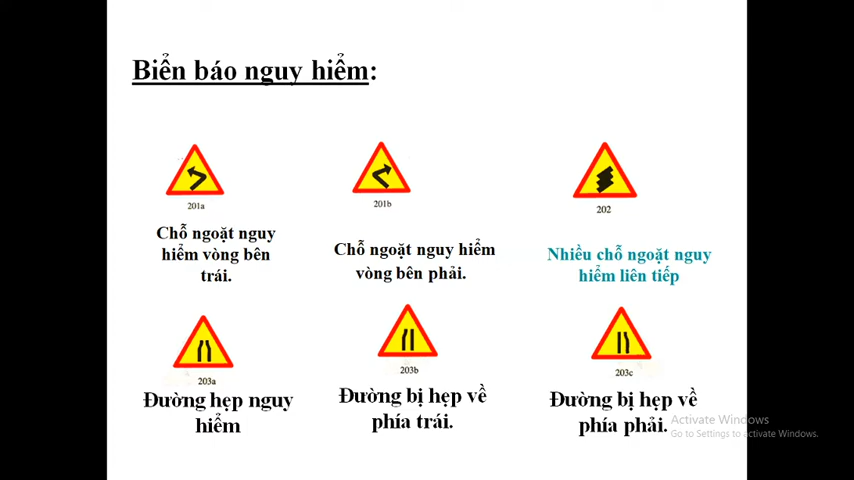 Biển báo nguy hiểm:
201a
201b
202
Chỗ ngoặt nguy
hiểm vòng bên
trái.
Chỗ ngoặt nguy hiểm
vòng bên phải.
Nhiều chỗ ngoặt nguy
hiểm liên tiếp
203a
203b
203c
Đường hẹp nguy
hiểm
Đường bị hẹp về
phía trái.
Đường bị hẹp về
phía phải.
Activate Windows
Go to Settings to activate Windows.